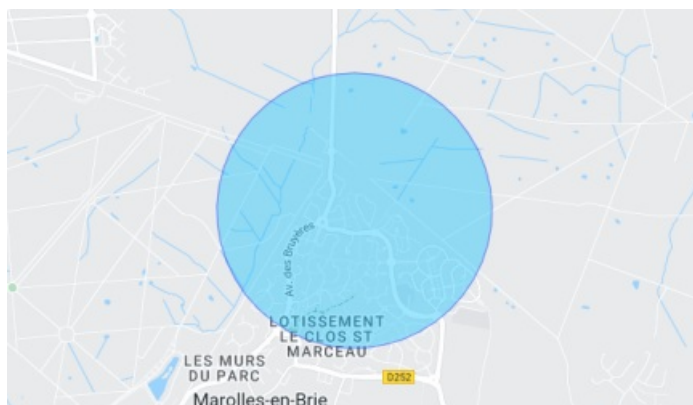 Av. des Bruyères
LOTISSEMENT
LE CLOS ST
MARCEAU
LES MURS
DU PARC
D252
Marolles-en-Brie